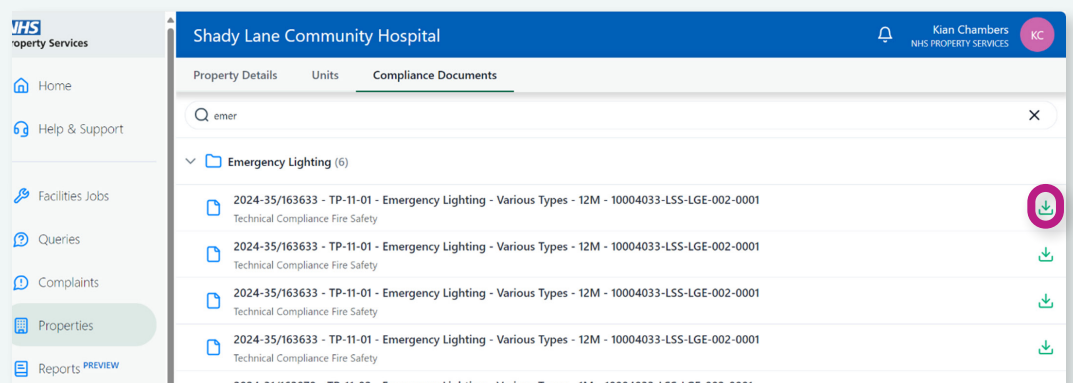 NHS
Property Services
Home
Help & Support
Facilities Jobs
Queries
Complaints
Properties
Reports PREVIEW
Shady Lane Community Hospital
Kian Chambers
NHS PROPERTY SERVICES
KC
Property Details Units Compliance Documents
emer
Emergency Lighting (6)
2024-35/163633 - TP-11-01 - Emergency Lighting - Various Types - 12M - 10004033-LSS-LGE-002-0001
Technical Compliance Fire Safety
2024-35/163633 - TP-11-01 - Emergency Lighting - Various Types - 12M - 10004033-LSS-LGE-002-0001
Technical Compliance Fire Safety
2024-35/163633 - TP-11-01 - Emergency Lighting - Various Types - 12M - 10004033-LSS-LGE-002-0001
Technical Compliance Fire Safety
2024-35/163633 - TP-11-01 - Emergency Lighting - Various Types - 12M - 10004033-LSS-LGE-002-0001
Technical Compliance Fire Safety